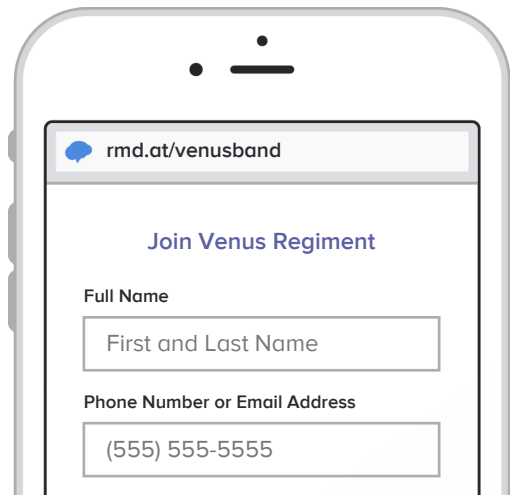 rmd.at/venusband
Join Venus Regiment
Full Name
First and Last Name
Phone Number or Email Address
(555) 555-5555